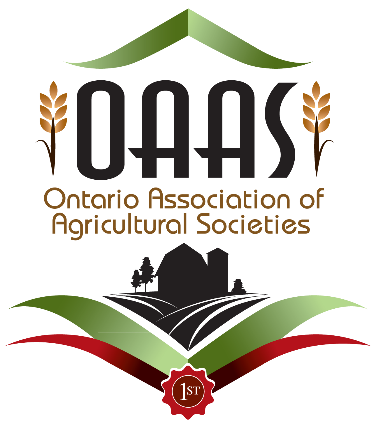 OAAS
Ontario Association of
Agricultural Societies
1ST